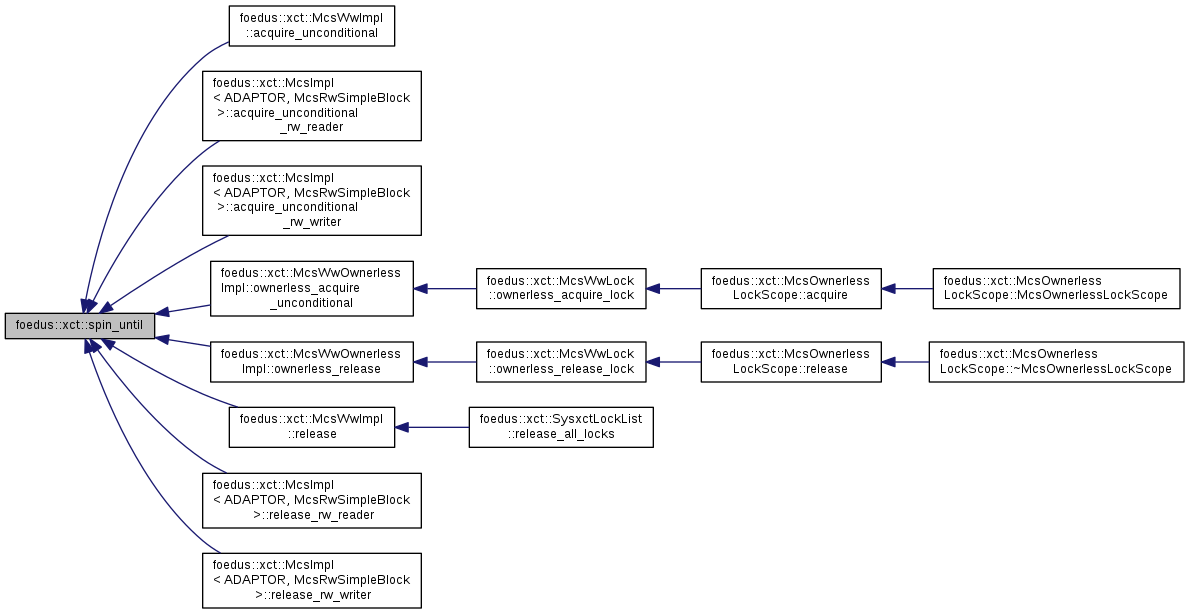 foedus::xct::McsWwImpl
::acquire_unconditional
foedus::xct::McsImpl
< ADAPTOR, McsRwSimpleBlock
>::acquire_unconditional
_rw_reader
foedus::xct::McsImpl
< ADAPTOR, McsRwSimpleBlock
>::acquire_unconditional
_rw_writer
foedus::xct::McsWwOwnerless
Impl::ownerless_acquire
_unconditional
foedus::xct::McsWwLock
::ownerless_acquire_lock
foedus::xct::McsOwnerless
LockScope::acquire
foedus::xct::McsOwnerless
LockScope::McsOwnerlessLockScope
foedus::xct::spin_until
foedus::xct::McsWwOwnerless
Impl::ownerless_release
foedus::xct::McsWwLock
::ownerless_release_lock
foedus::xct::McsOwnerless
LockScope::release
foedus::xct::McsOwnerless
LockScope::~McsOwnerlessLockScope
foedus::xct::McsWwImpl
::release
foedus::xct::SysxctLockList
::release_all_locks
foedus::xct::McsImpl
< ADAPTOR, McsRwSimpleBlock
>::release_rw_reader
foedus::xct::McsImpl
< ADAPTOR, McsRwSimpleBlock
>::release_rw_writer